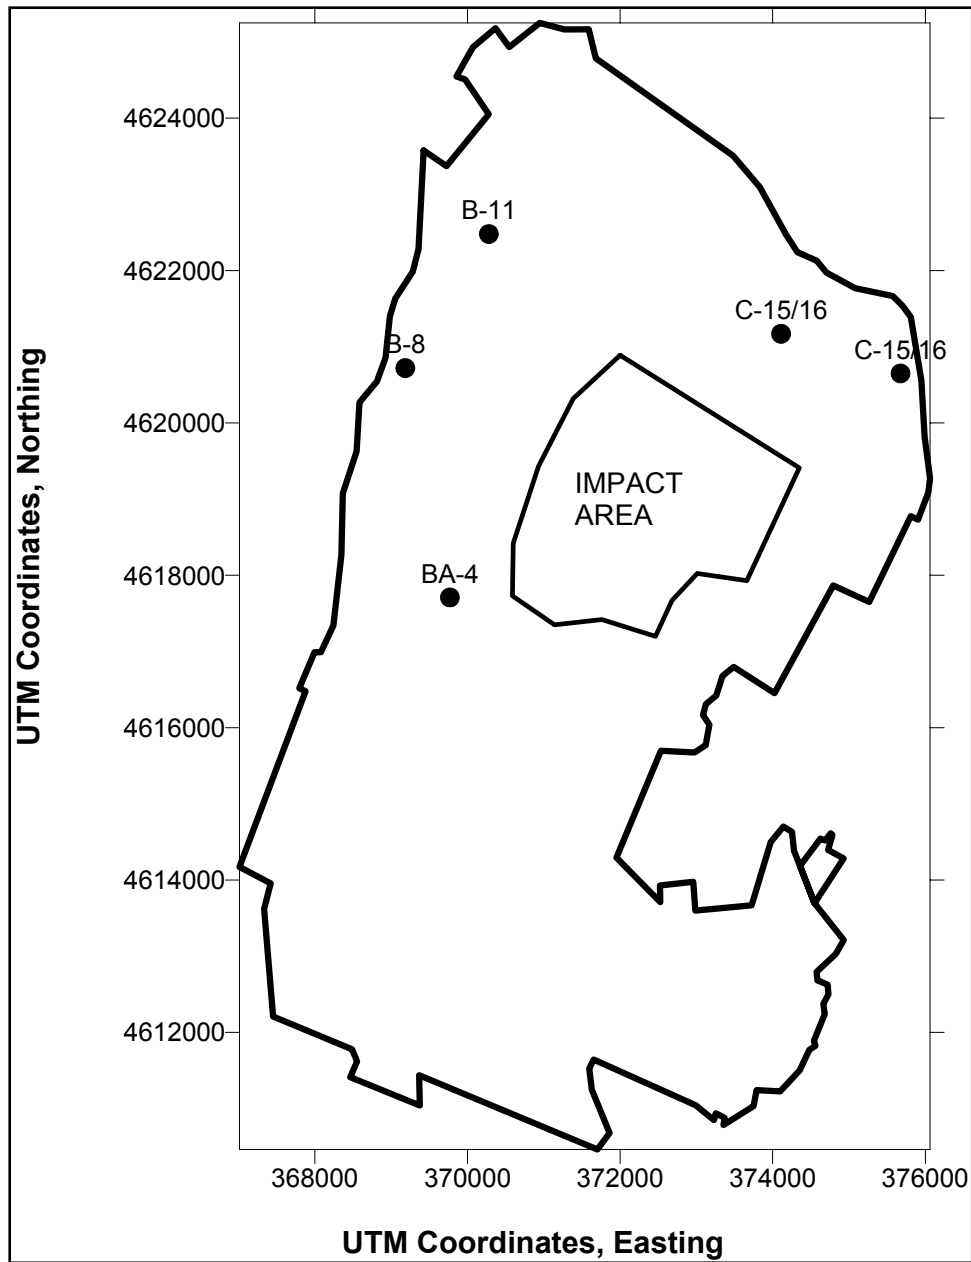 4624000
B-11
4622000
C-15/16
B-8
C-15/16
4620000
IMPACT
AREA
4618000
BA-4
4616000
4614000
4612000
UTM Coordinates, Northing
368000 370000 372000 374000 376000
UTM Coordinates, Easting